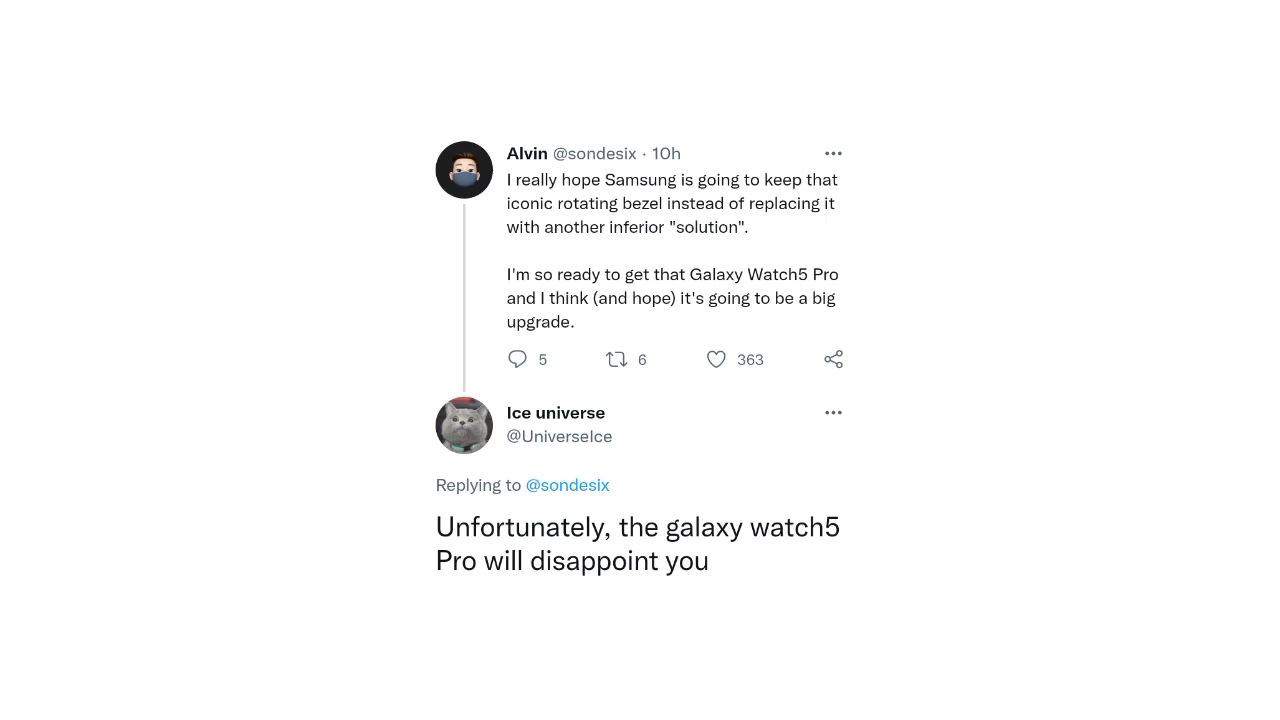 Alvin @sondesix · 10h
I really hope Samsung is going to keep that
iconic rotating bezel instead of replacing it
with another inferior "solution".
I'm so ready to get that Galaxy Watch5 Pro
and I think (and hope) it's going to be a big
upgrade.
5 6 363
Ice universe
@UniverseIce
Replying to @sondesix
Unfortunately, the galaxy watch5
Pro will disappoint you